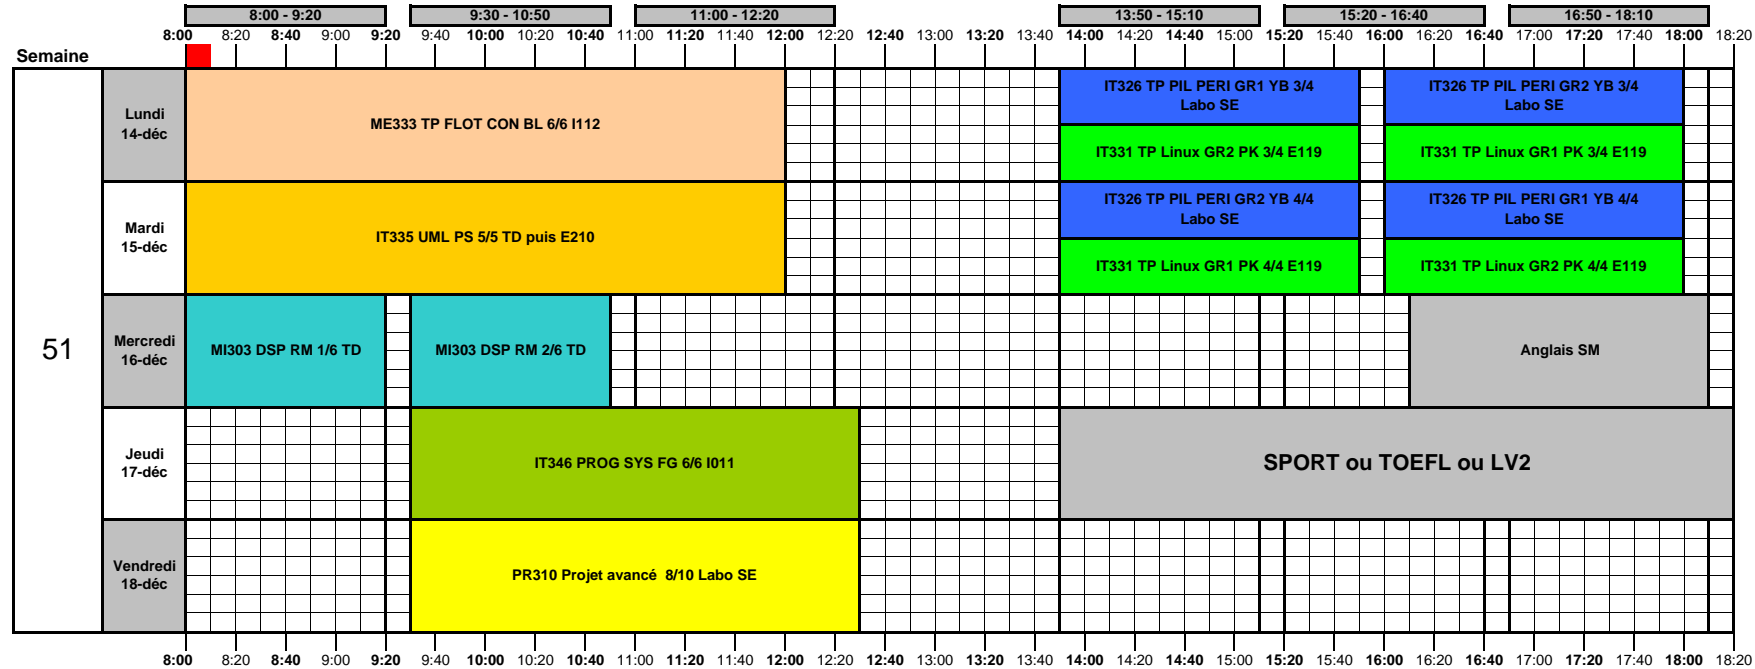 8:00 - 9:20 9:30 - 10:50 11:00 - 12:20 13:50 - 15:10 15:20 - 16:40 16:50 - 18:10
8:00 8:20 8:40 9:00 9:20 9:40 10:00 10:20 10:40 11:00 11:20 11:40 12:00 12:20 12:40 13:00 13:20 13:40 14:00 14:20 14:40 15:00 15:20 15:40 16:00 16:20 16:40 17:00 17:20 17:40 18:00 18:20
Semaine
51
Lundi
14-déc
ME333 TP FLOT CON BL 6/6 I112
IT326 TP PIL PERI GR1 YB 3/4
Labo SE
IT326 TP PIL PERI GR2 YB 3/4
Labo SE
IT331 TP Linux GR2 PK 3/4 E119
IT331 TP Linux GR1 PK 3/4 E119
Mardi
15-déc
IT335 UML PS 5/5 TD puis E210
IT326 TP PIL PERI GR2 YB 4/4
Labo SE
IT326 TP PIL PERI GR1 YB 4/4
Labo SE
IT331 TP Linux GR1 PK 4/4 E119
IT331 TP Linux GR2 PK 4/4 E119
Mercredi
16-déc
MI303 DSP RM 1/6 TD
MI303 DSP RM 2/6 TD
Anglais SM
Jeudi
17-déc
IT346 PROG SYS FG 6/6 I011
SPORT ou TOEFL ou LV2
Vendredi
18-déc
PR310 Projet avancé 8/10 Labo SE
8:00 8:20 8:40 9:00 9:20 9:40 10:00 10:20 10:40 11:00 11:20 11:40 12:00 12:20 12:40 13:00 13:20 13:40 14:00 14:20 14:40 15:00 15:20 15:40 16:00 16:20 16:40 17:00 17:20 17:40 18:00 18:20